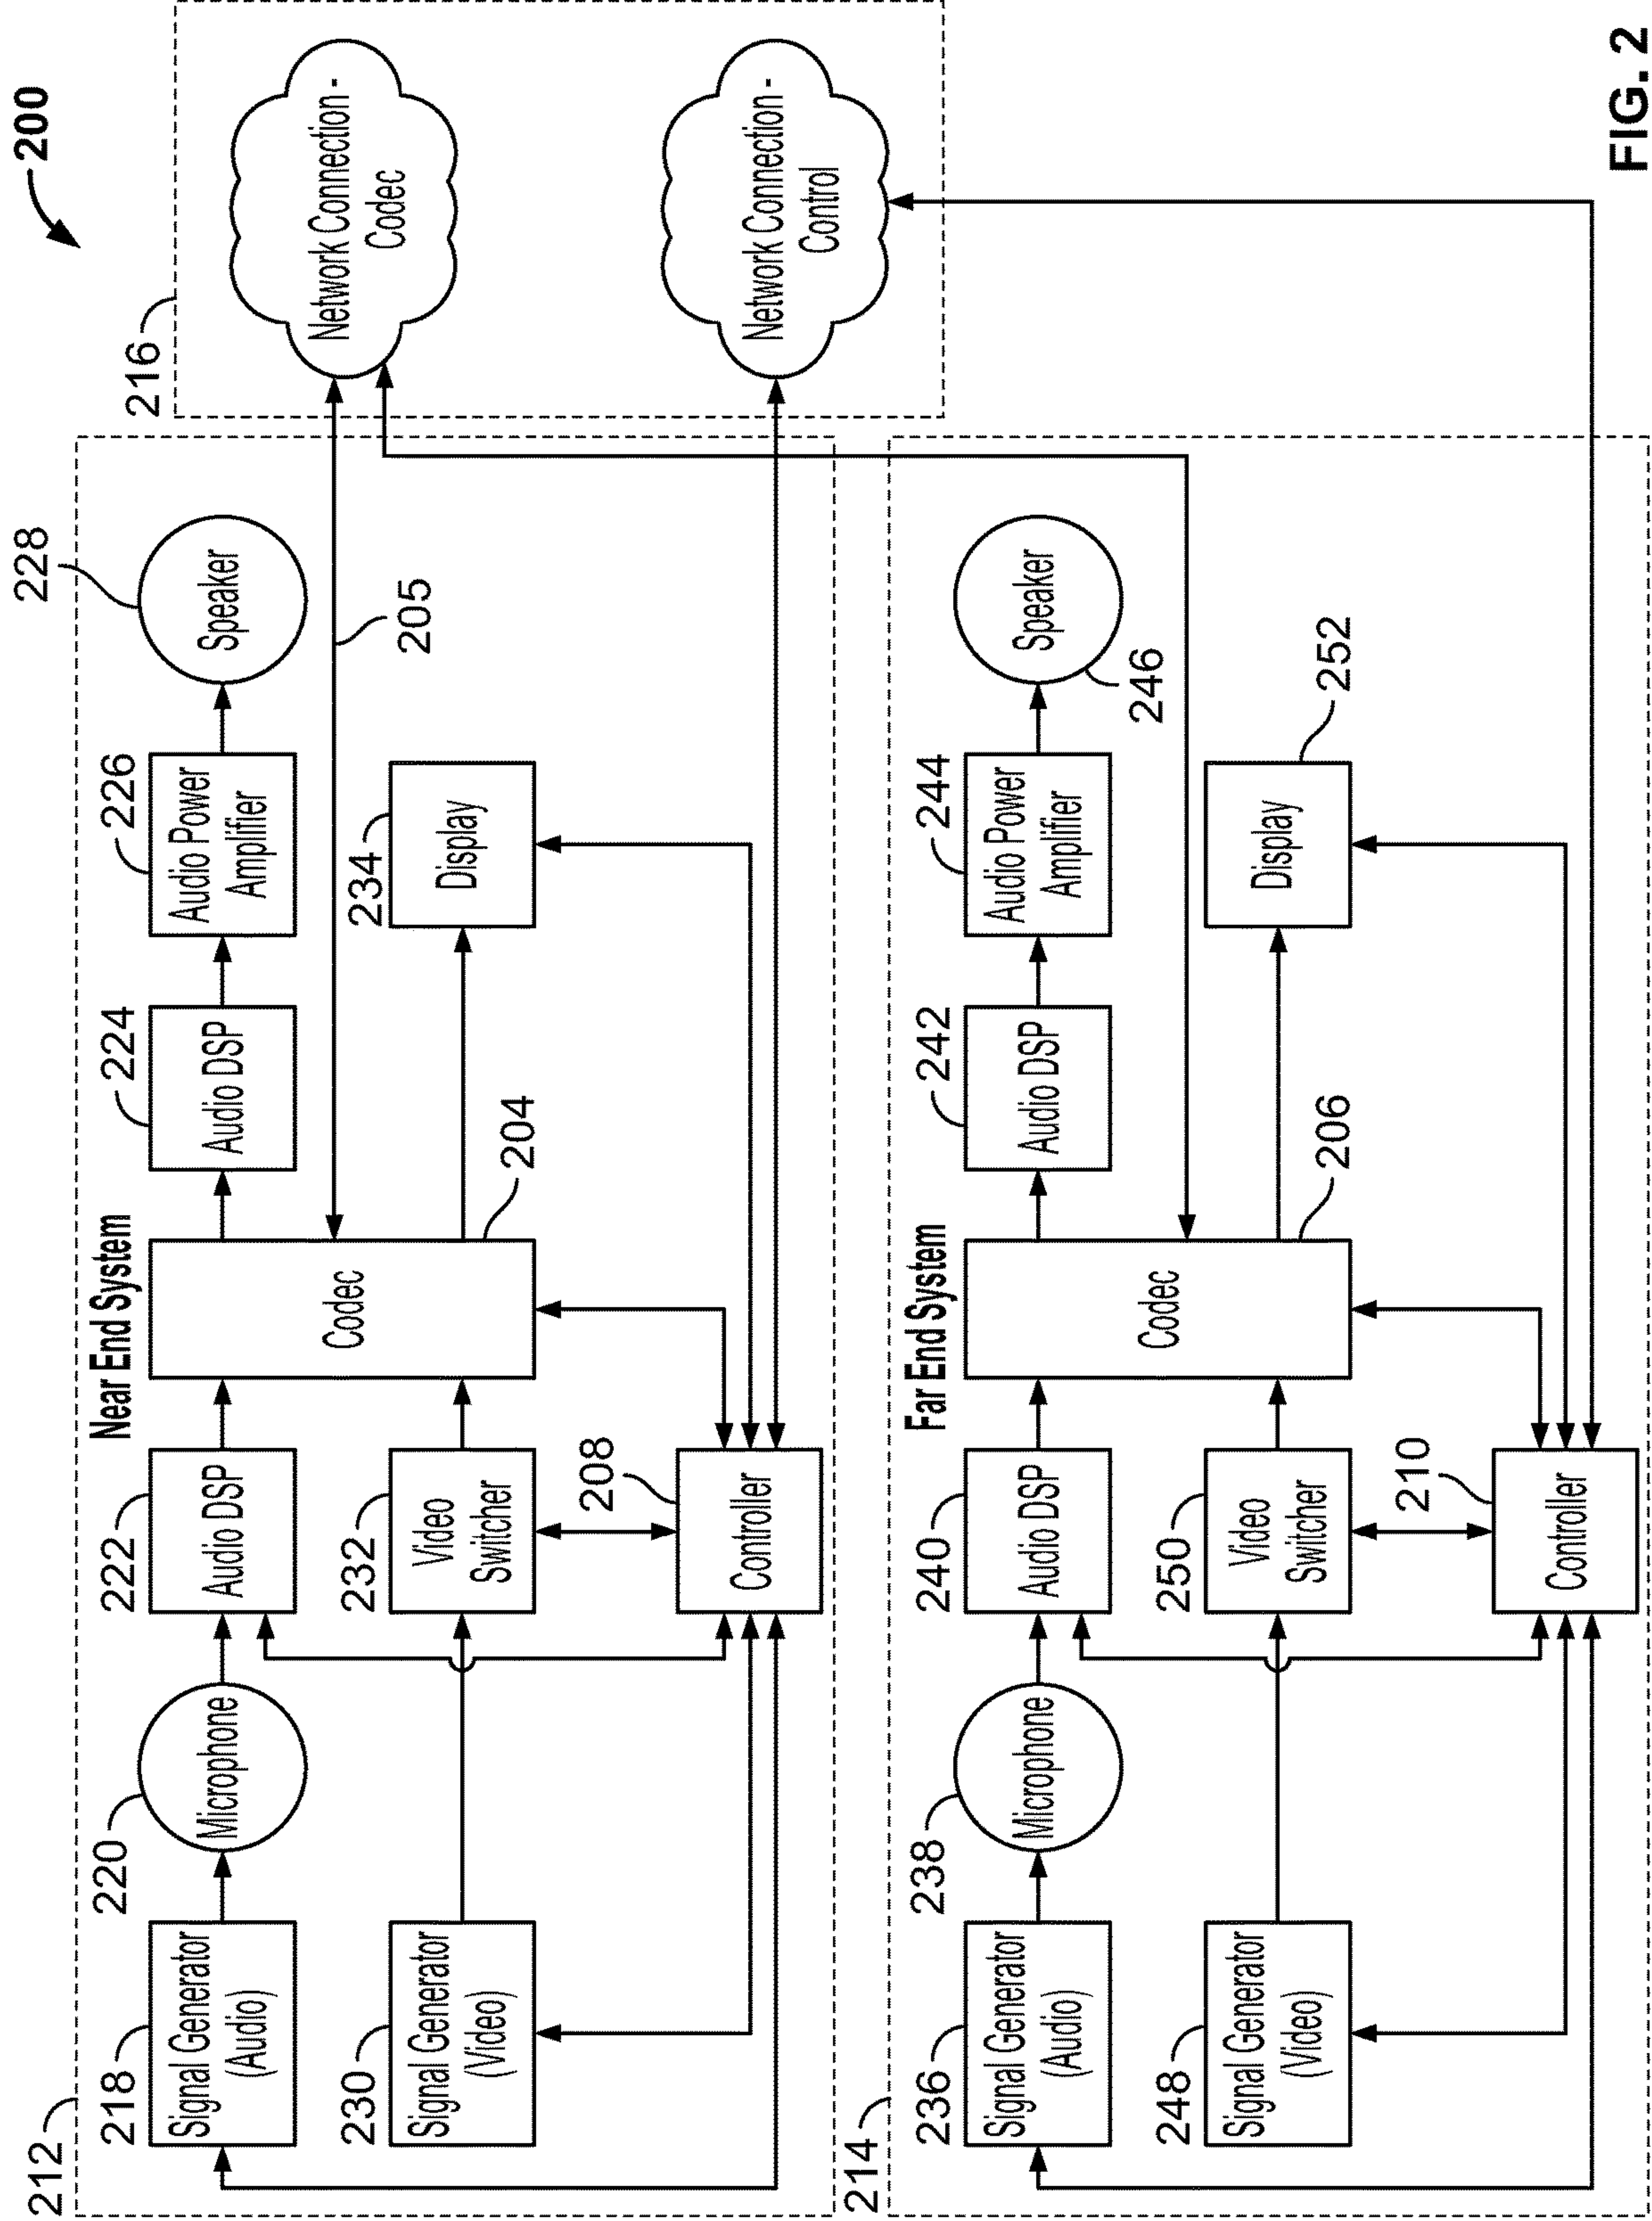 200
216
Network Connection -
Codec
Network Connection -
Control
212
Near End System
218
Signal Generator
(Audio)
220
Microphone
222
Audio DSP
Codec
204
224
Audio DSP
226
Audio Power
Amplifier
228
Speaker
205
230
Signal Generator
(Video)
232
Video
Switcher
234
Display
208
Controller
214
Far End System
236
Signal Generator
(Audio)
238
Microphone
240
Audio DSP
Codec
206
242
Audio DSP
244
Audio Power
Amplifier
Speaker
246
248
Signal Generator
(Video)
250
Video
Switcher
Display
252
210
Controller
FIG. 2